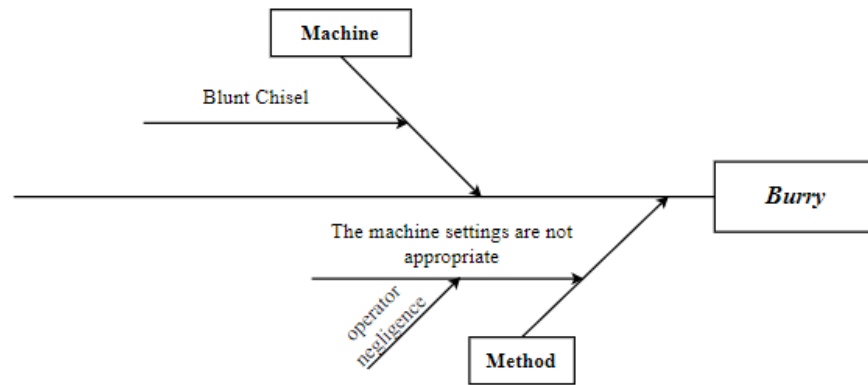 Machine
Blunt Chisel
Burry
The machine settings are not
appropriate
operator
negligence
Method